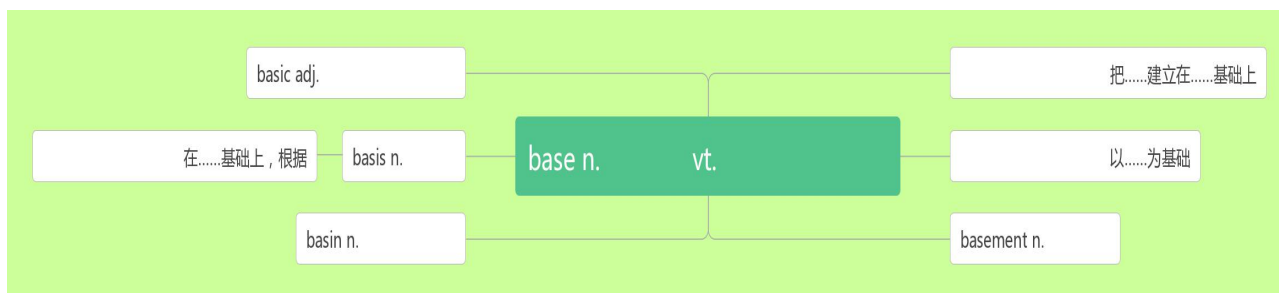 basic adj.
把……建立在……基础上
在……基础上，根据
basis n.
base n. vt.
以……为基础
basin n.
basement n.